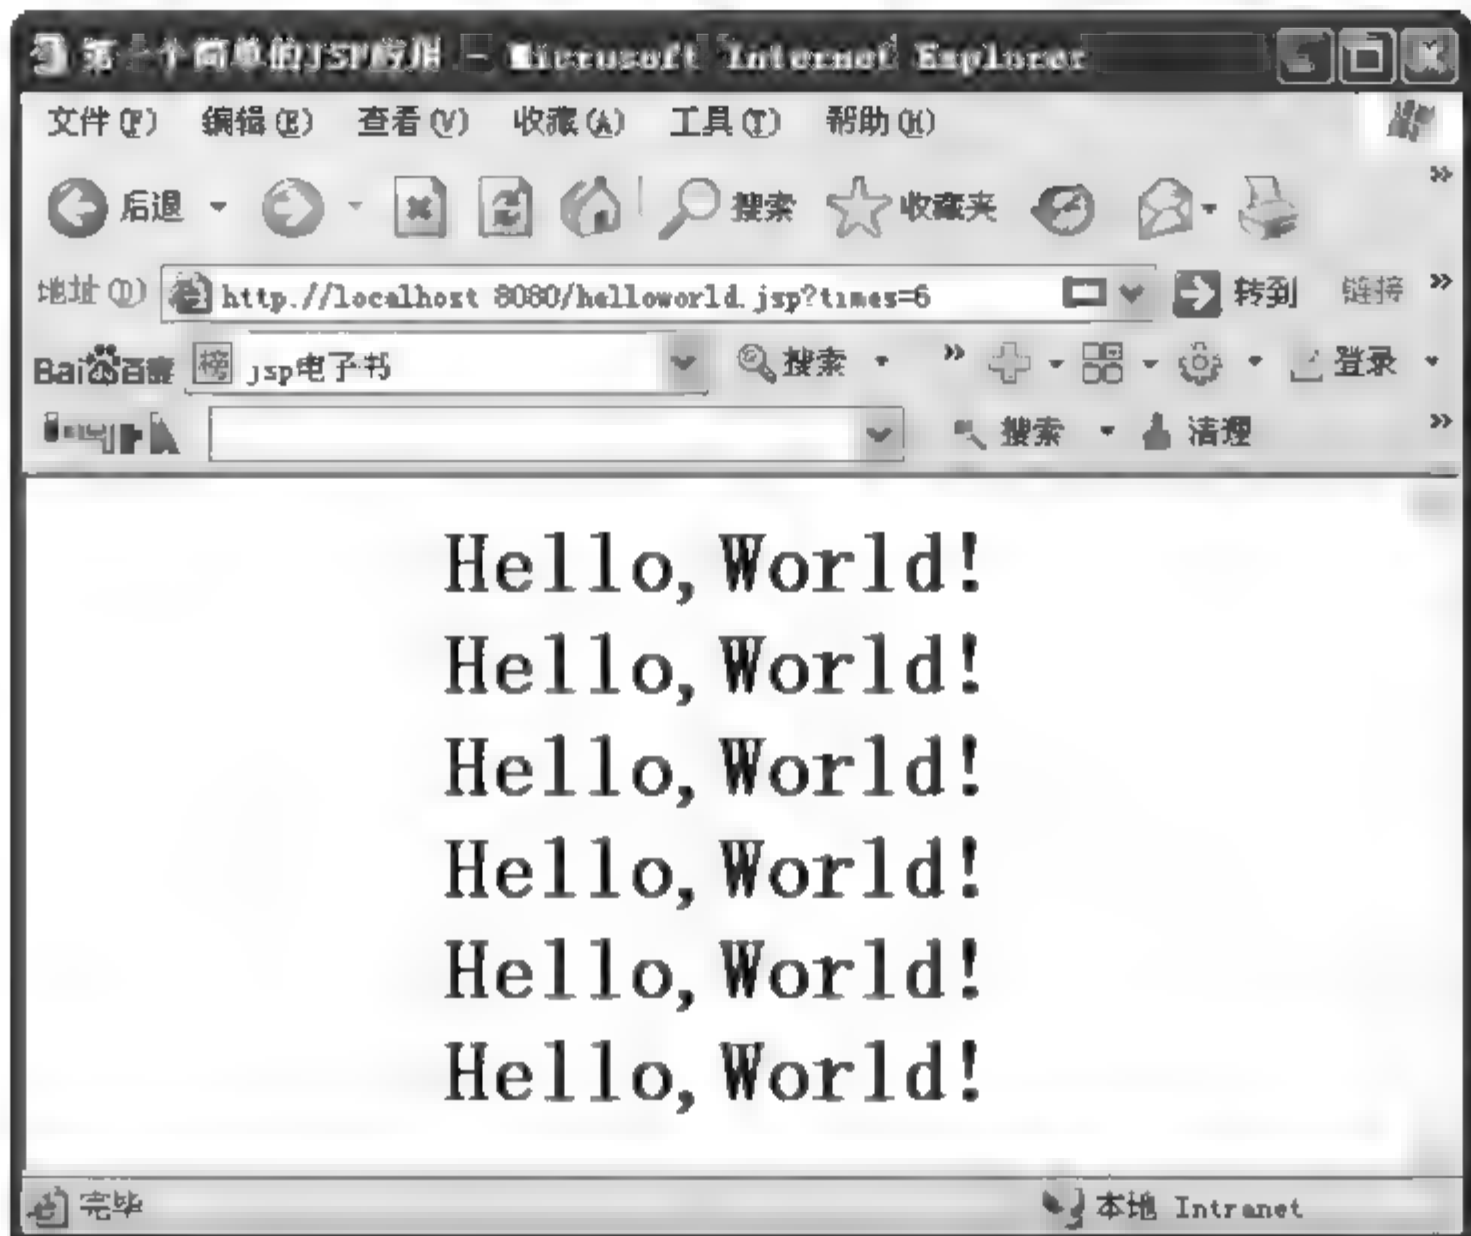 第一个简单的JSP应用 - Microsoft Internet Explorer
文件(F) 编辑(E) 查看(V) 收藏(A) 工具(T) 帮助(H)
后退 搜索 收藏夹 »
地址(D) http://localhost:8080/helloworld.jsp?times=6 转到 链接 »
Bai百度 榜 jsp电子书 搜索 » 登录
搜索 清理 »
Hello,World!
Hello,World!
Hello,World!
Hello,World!
Hello,World!
Hello,World!
完毕 本地 Intranet